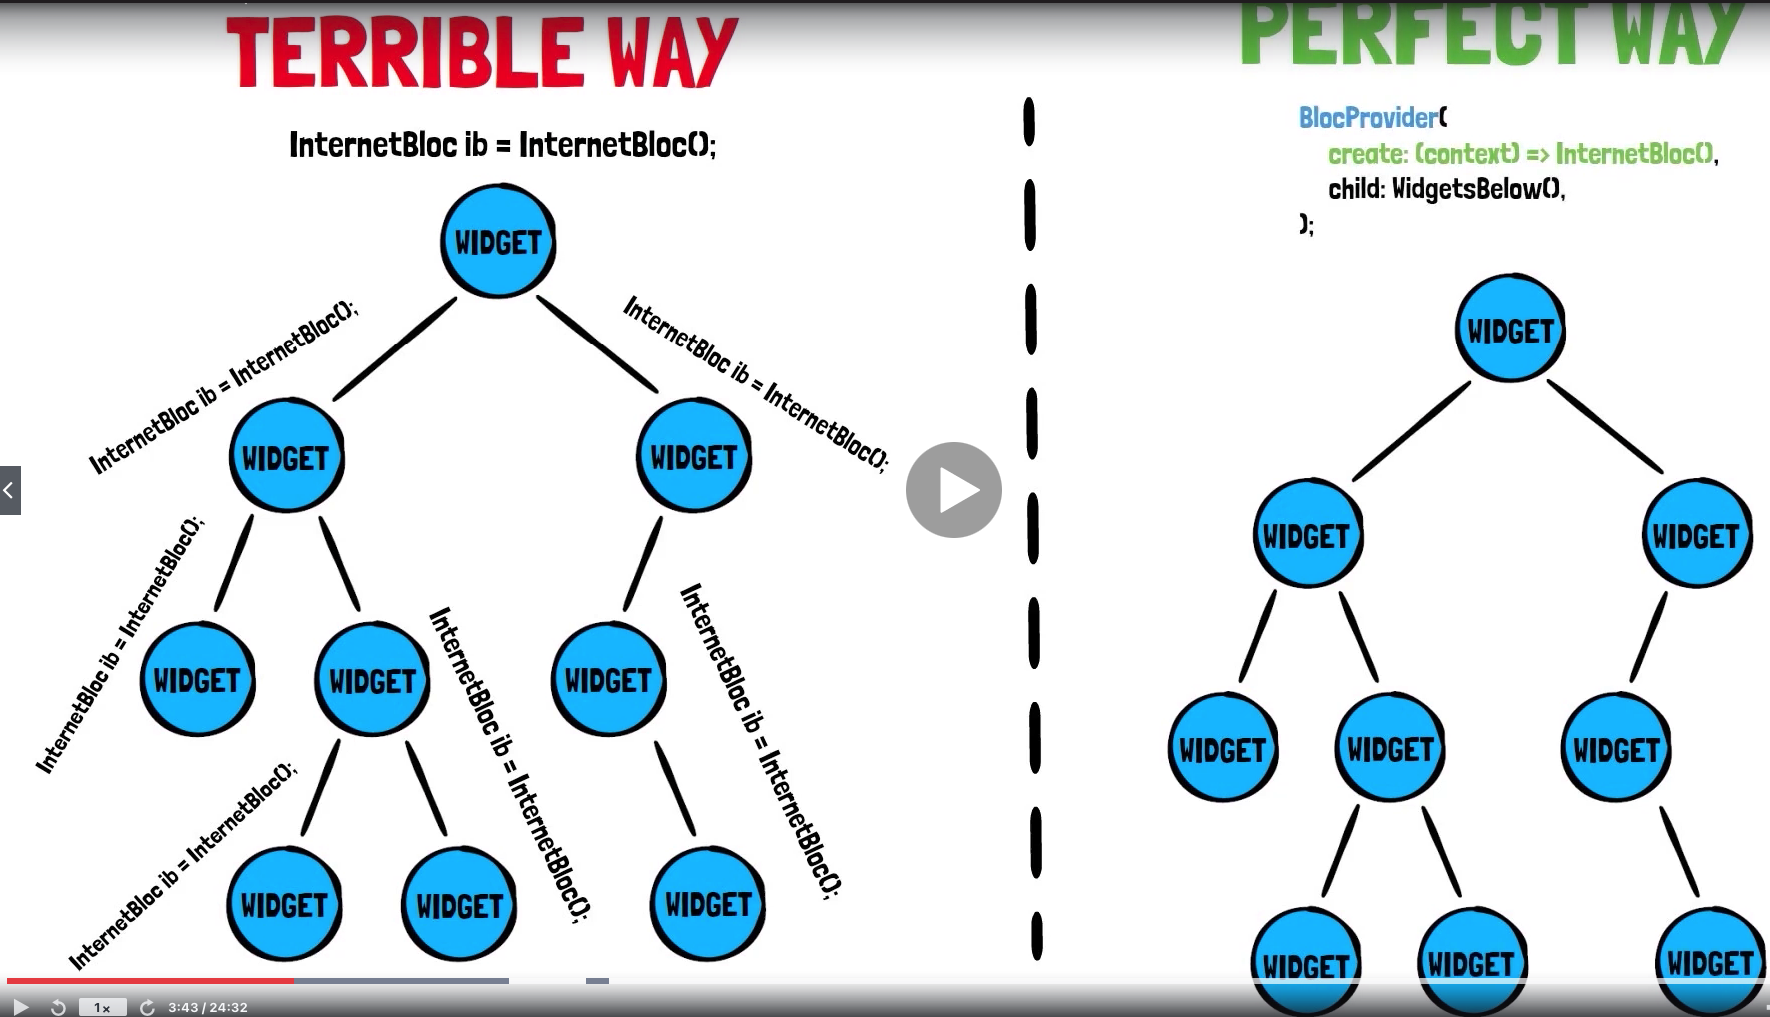 TERRIBLE WAY
InternetBloc ib = InternetBloc();
WIDGET
InternetBloc ib = InternetBloc();
InternetBloc ib = InternetBloc();
WIDGET
WIDGET
InternetBloc ib = InternetBloc();
InternetBloc ib = InternetBloc();
InternetBloc ib = InternetBloc();
WIDGET
WIDGET
WIDGET
InternetBloc ib = InternetBloc();
WIDGET
WIDGET
WIDGET
PERFECT WAY
BlocProvider(
create: (context) => InternetBloc(),
child: WidgetsBelow(),
);
WIDGET
WIDGET
WIDGET
WIDGET
WIDGET
WIDGET
WIDGET
WIDGET
WIDGET
1x
3:43 / 24:32